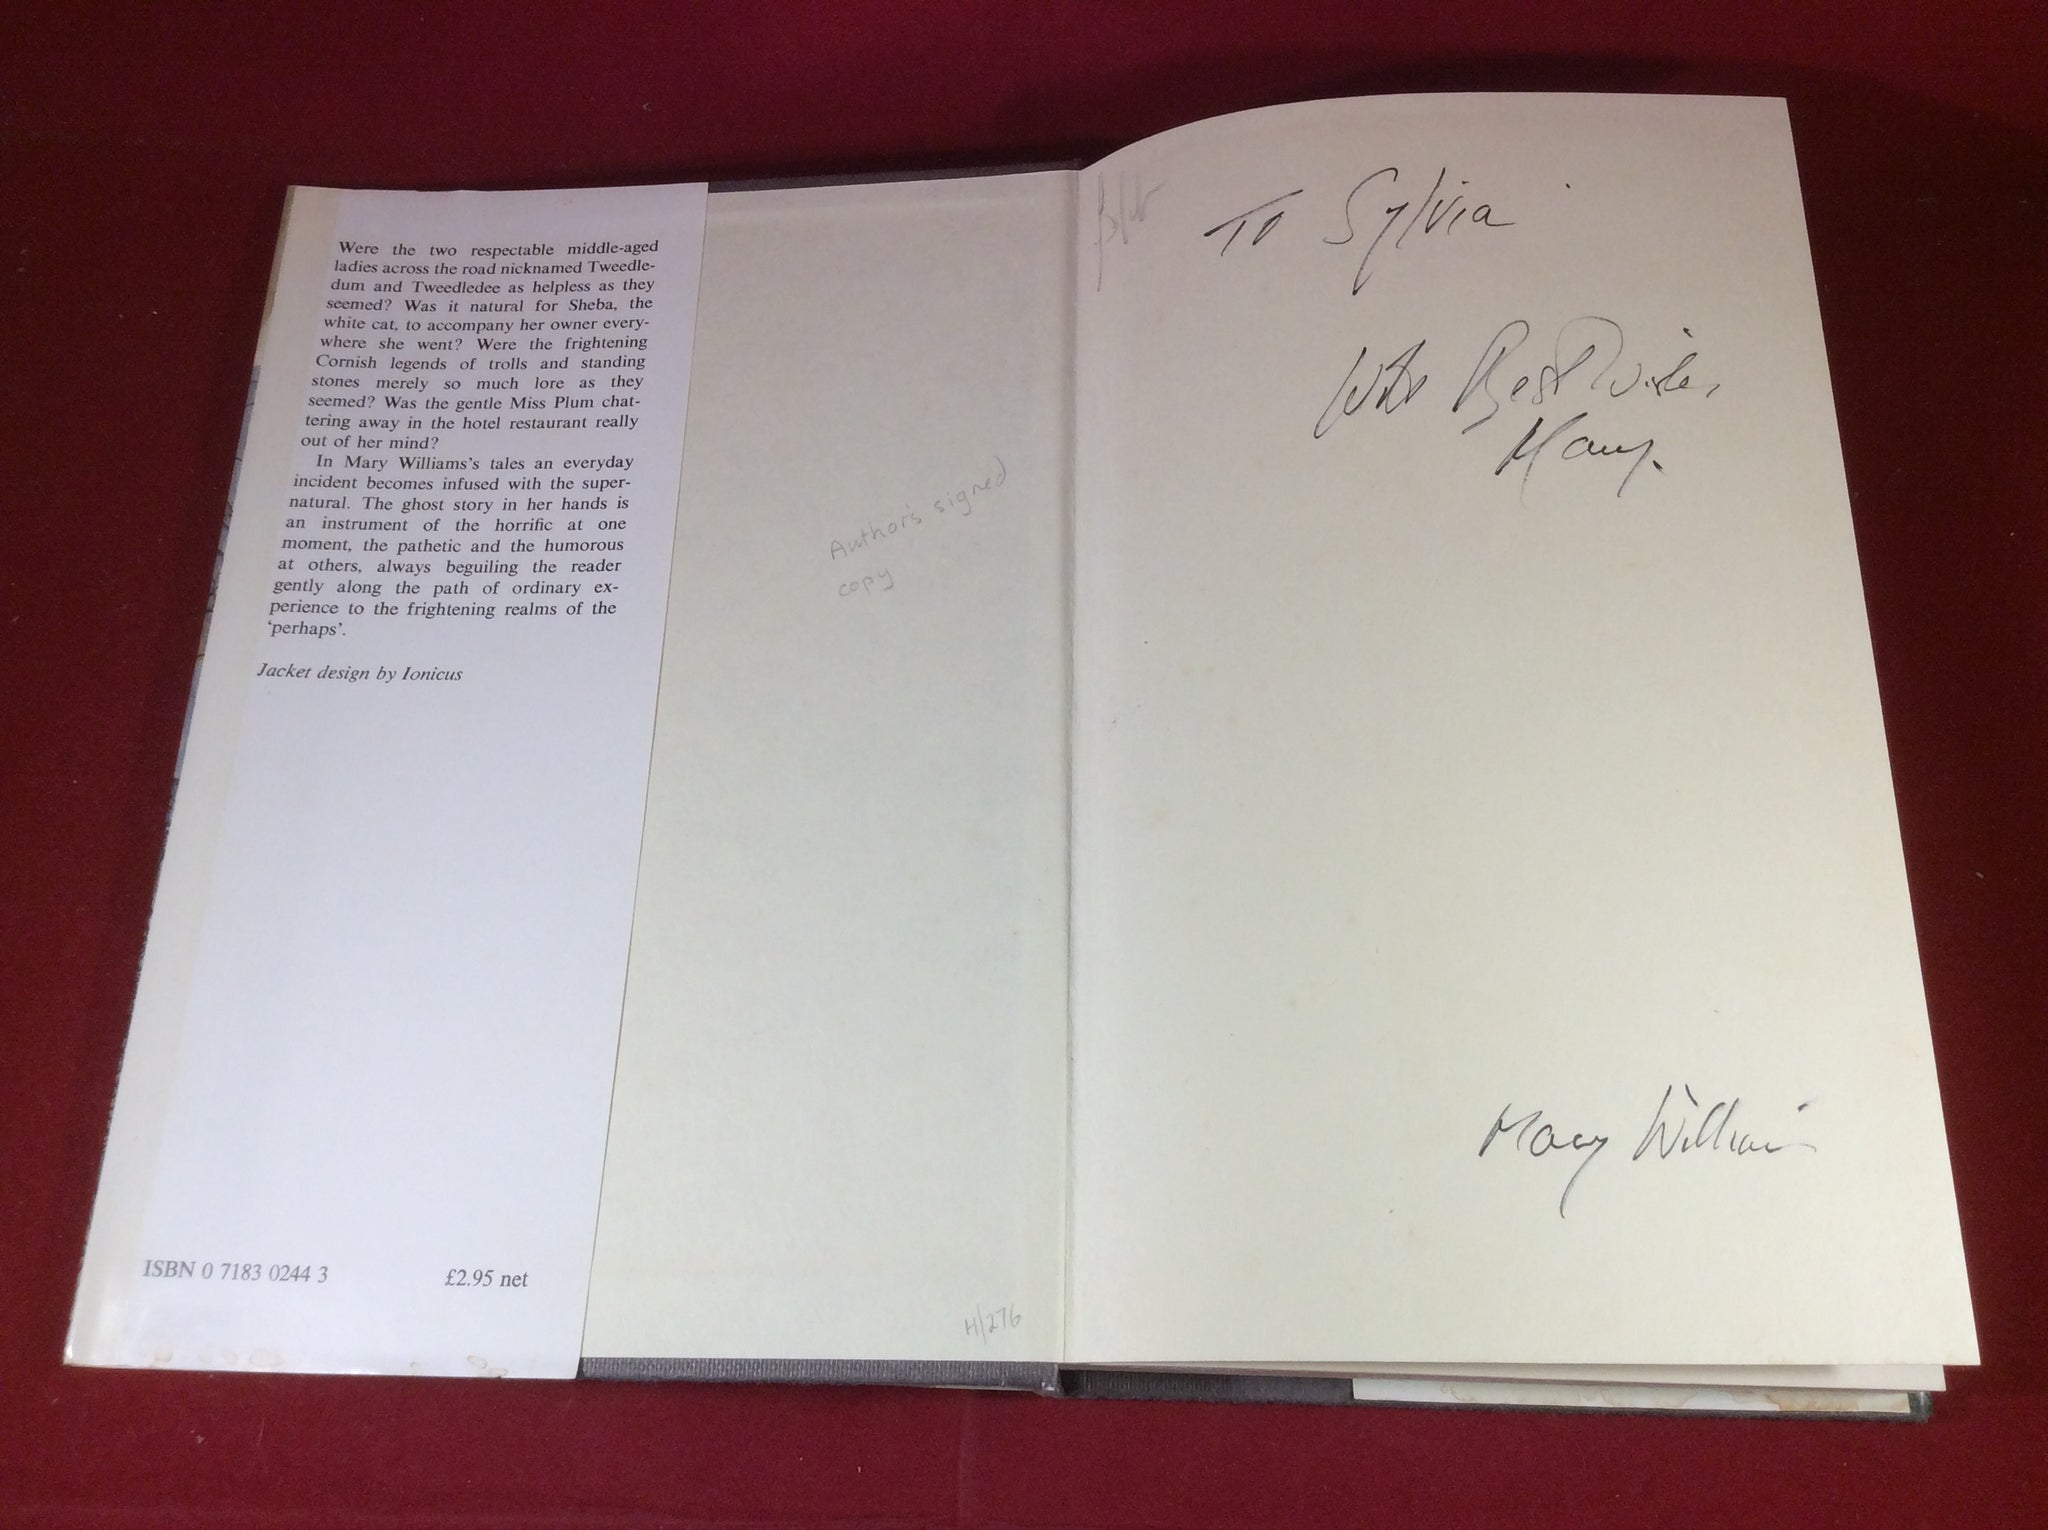 Were the two respectable middle-aged
ladies across the road nicknamed Tweedle-
dum and Tweedledee as helpless as they
seemed? Was it natural for Sheba, the
white cat, to accompany her owner every-
where she went? Were the frightening
Cornish legends of trolls and standing
stones merely so much lore as they
seemed? Was the gentle Miss Plum chat-
tering away in the hotel restaurant really
out of her mind?
In Mary Williams's tales an everyday
incident becomes infused with the super-
natural. The ghost story in her hands is
an instrument of the horrific at one
moment, the pathetic and the humorous
at others, always beguiling the reader
gently along the path of ordinary ex-
perience to the frightening realms of the
‘perhaps’.
Jacket design by Ionicus
ISBN 0 7183 0244 3 £2.95 net
Author's signed
copy
H/276
To Sylvia
With Best Wishes
Mary.
Mary Williams